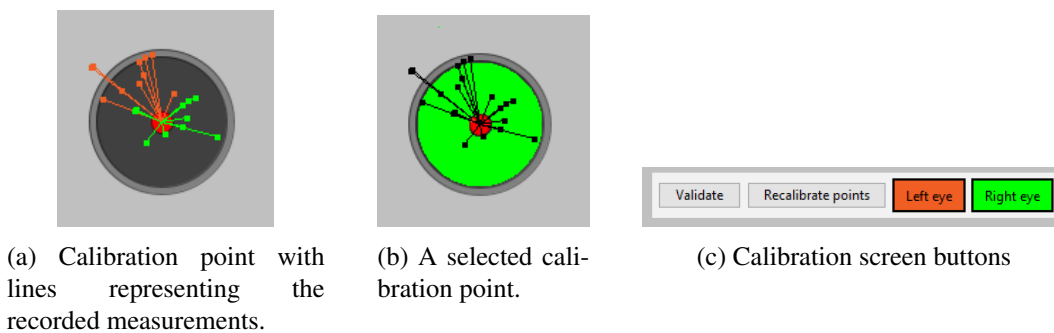 Validate Recalibrate points Left eye Right eye
(a) Calibration point with
lines representing the
recorded measurements.
(b) A selected cali-
bration point.
(c) Calibration screen buttons